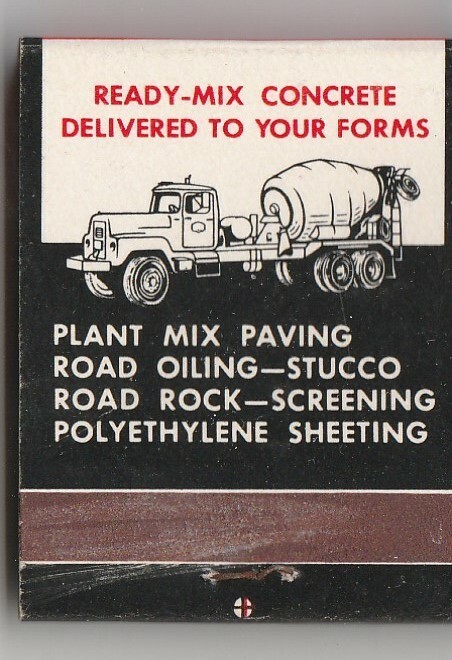 READY-MIX CONCRETE
DELIVERED TO YOUR FORMS
PLANT MIX PAVING
ROAD OILING—STUCCO
ROAD ROCK—SCREENING
POLYETHYLENE SHEETING